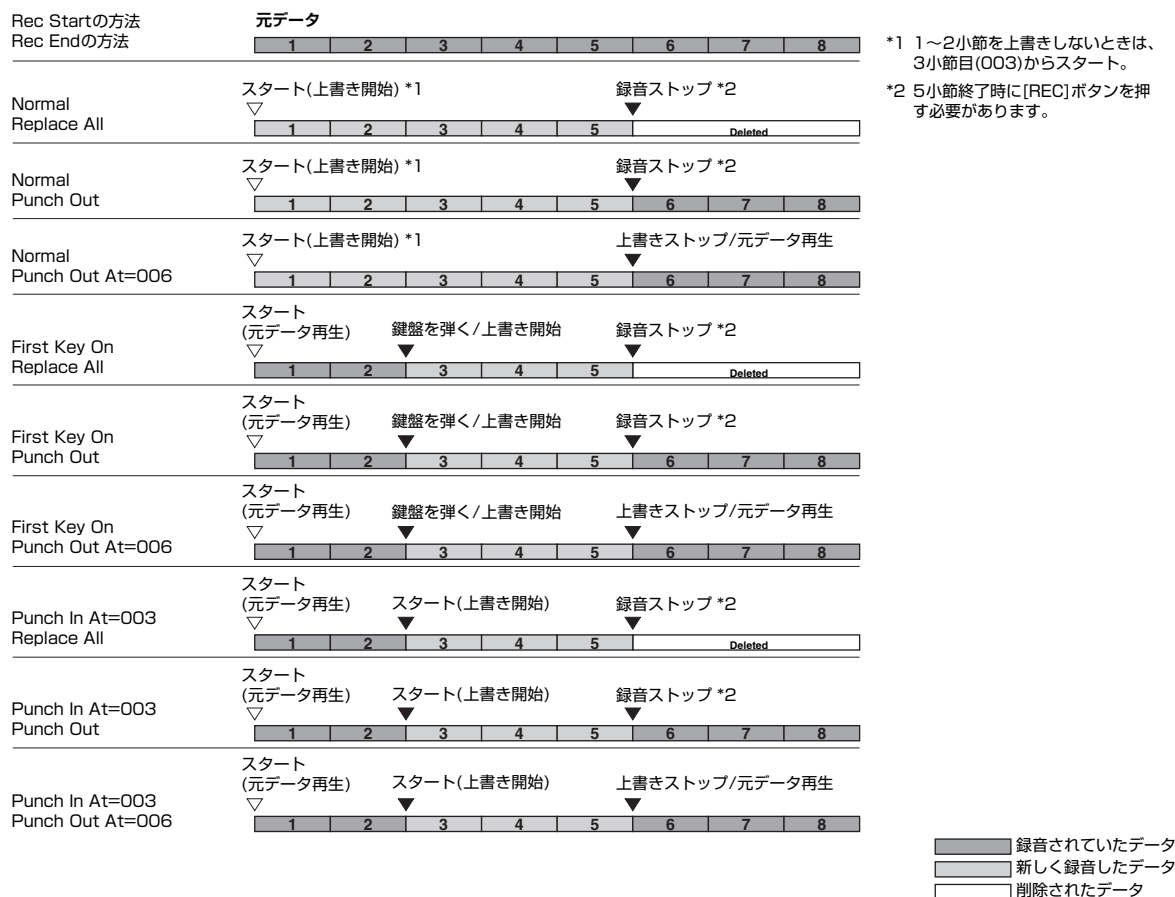 Rec Startの方法
Rec Endの方法
元データ
1 2 3 4 5 6 7 8
*1 1～2小節を上書きしないときは、
3小節目(003)からスタート。
*2 5小節終了時に[REC]ボタンを押
す必要があります。
Normal
Replace All
スタート(上書き開始) *1
録音ストップ *2
1 2 3 4 5 Deleted
Normal
Punch Out
スタート(上書き開始) *1
録音ストップ *2
1 2 3 4 5 6 7 8
Normal
Punch Out At=006
スタート(上書き開始) *1
上書きストップ/元データ再生
1 2 3 4 5 6 7 8
First Key On
Replace All
スタート
(元データ再生)
鍵盤を弾く/上書き開始
録音ストップ *2
1 2 3 4 5 Deleted
First Key On
Punch Out
スタート
(元データ再生)
鍵盤を弾く/上書き開始
録音ストップ *2
1 2 3 4 5 6 7 8
First Key On
Punch Out At=006
スタート
(元データ再生)
鍵盤を弾く/上書き開始
上書きストップ/元データ再生
1 2 3 4 5 6 7 8
Punch In At=003
Replace All
スタート
(元データ再生)
スタート(上書き開始)
録音ストップ *2
1 2 3 4 5 Deleted
Punch In At=003
Punch Out
スタート
(元データ再生)
スタート(上書き開始)
録音ストップ *2
1 2 3 4 5 6 7 8
Punch In At=003
Punch Out At=006
スタート
(元データ再生)
スタート(上書き開始)
上書きストップ/元データ再生
1 2 3 4 5 6 7 8
録音されていたデータ
新しく録音したデータ
削除されたデータ